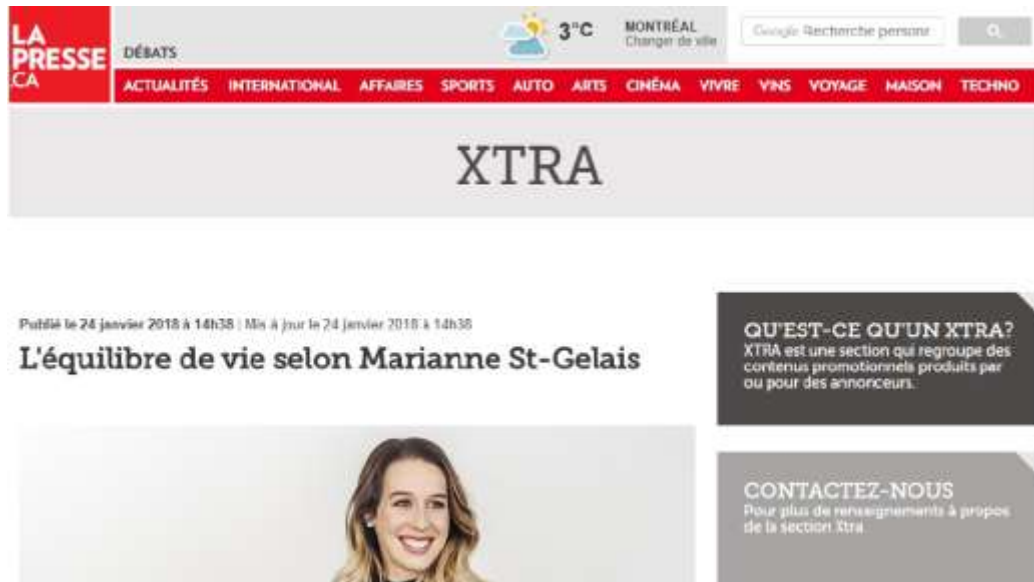 LA
PRESSE
.CA
DÉBATS
3°C
MONTRÉAL
Changer de ville
Google Recherche personr
ACTUALITÉS INTERNATIONAL AFFAIRES SPORTS AUTO ARTS CINÉMA VIVRE VINS VOYAGE MAISON TECHNO
XTRA
Publié le 24 janvier 2018 à 14h38 | Mis à jour le 24 janvier 2018 à 14h38
L'équilibre de vie selon Marianne St-Gelais
QU'EST-CE QU'UN XTRA?
XTRA est une section qui regroupe des
contenus promotionnels produits par
ou pour des annonceurs.
CONTACTEZ-NOUS
Pour plus de renseignements à propos
de la section Xtra